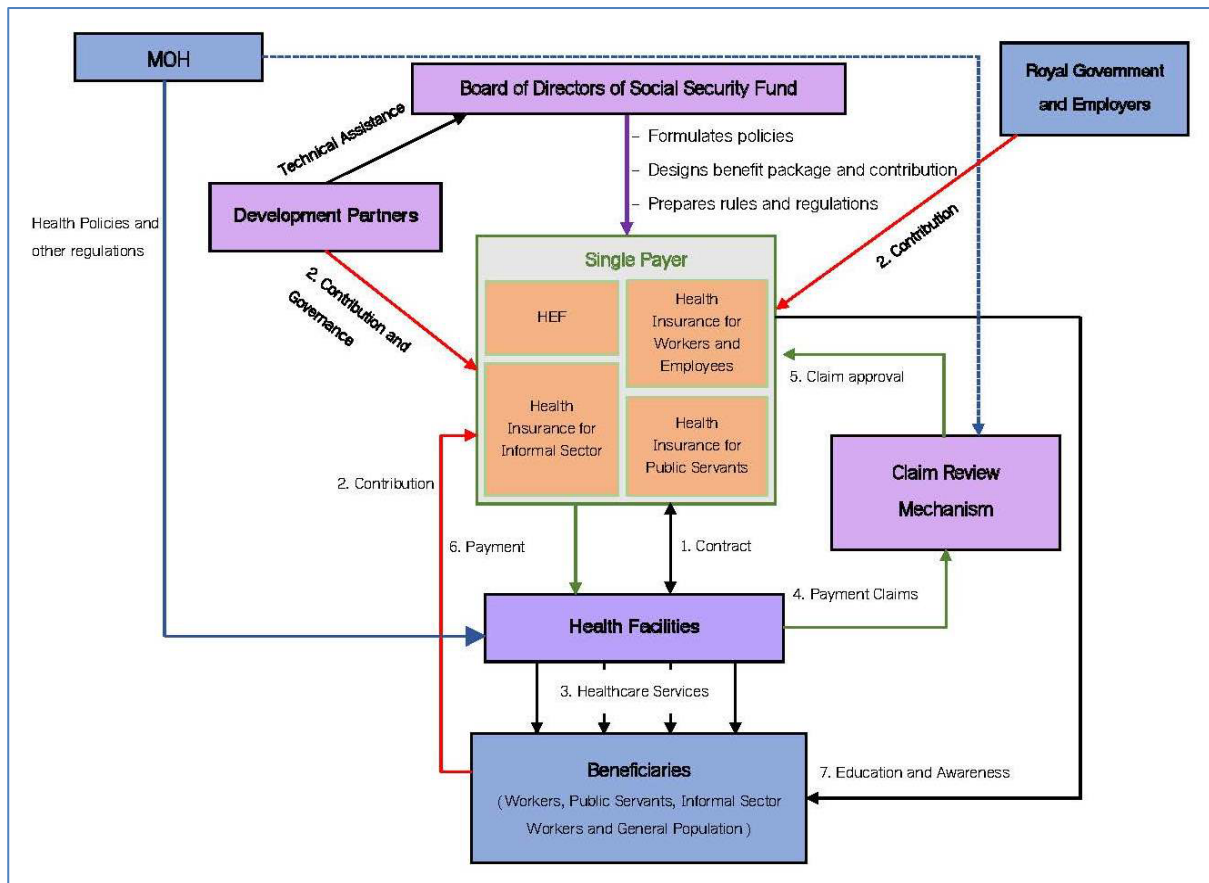 MOH
Board of Directors of Social Security Fund
Royal Government
and Employers
Technical Assistance
- Formulates policies
- Designs benefit package and contribution
- Prepares rules and regulations
Development Partners
Health Policies and
other regulations
2. Contribution and
Governance
2. Contribution
Single Payer
HEF
Health
Insurance for
Workers and
Employees
Health
Insurance for
Informal Sector
Health
Insurance for
Public Servants
5. Claim approval
Claim Review
Mechanism
2. Contribution
6. Payment
1. Contract
4. Payment Claims
Health Facilities
3. Healthcare Services
Beneficiaries
( Workers, Public Servants, Informal Sector
Workers and General Population )
7. Education and Awareness